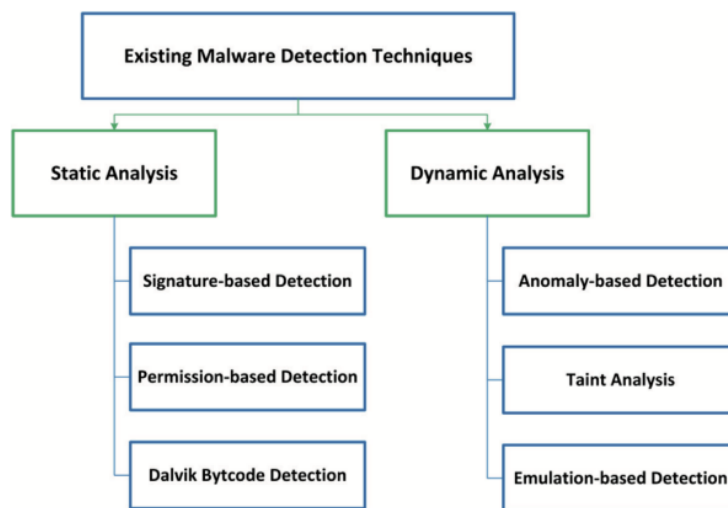 Existing Malware Detection Techniques
Static Analysis
Dynamic Analysis
Signature-based Detection
Permission-based Detection
Dalvik Bytcode Detection
Anomaly-based Detection
Taint Analysis
Emulation-based Detection